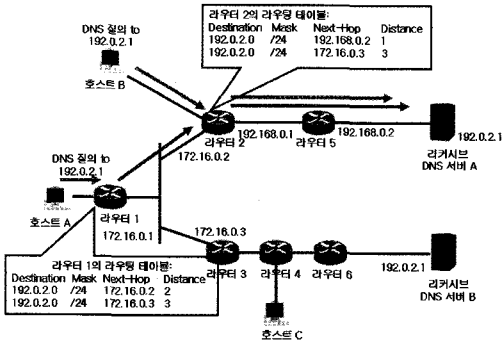 DNS 질의 to
192.0.2.1
호스트 B
라우터 2의 라우팅 테이블:
Destination Mask Next-Hop Distance
192.0.2.0 /24 192.168.0.2 1
192.0.2.0 /24 172.16.0.3 3
라우터 2
192.168.0.1
라우터 5
192.168.0.2
192.0.2.1
리커시브
DNS 서버 A
172.16.0.2
DNS 질의 to
192.0.2.1
호스트 A
라우터 1
172.16.0.1
172.16.0.3
라우터 3
라우터 4
라우터 6
192.0.2.1
리커시브
DNS 서버 B
라우터 1의 라우팅 테이블:
Destination Mask Next-Hop Distance
192.0.2.0 /24 172.16.0.2 2
192.0.2.0 /24 172.16.0.3 3
호스트 C